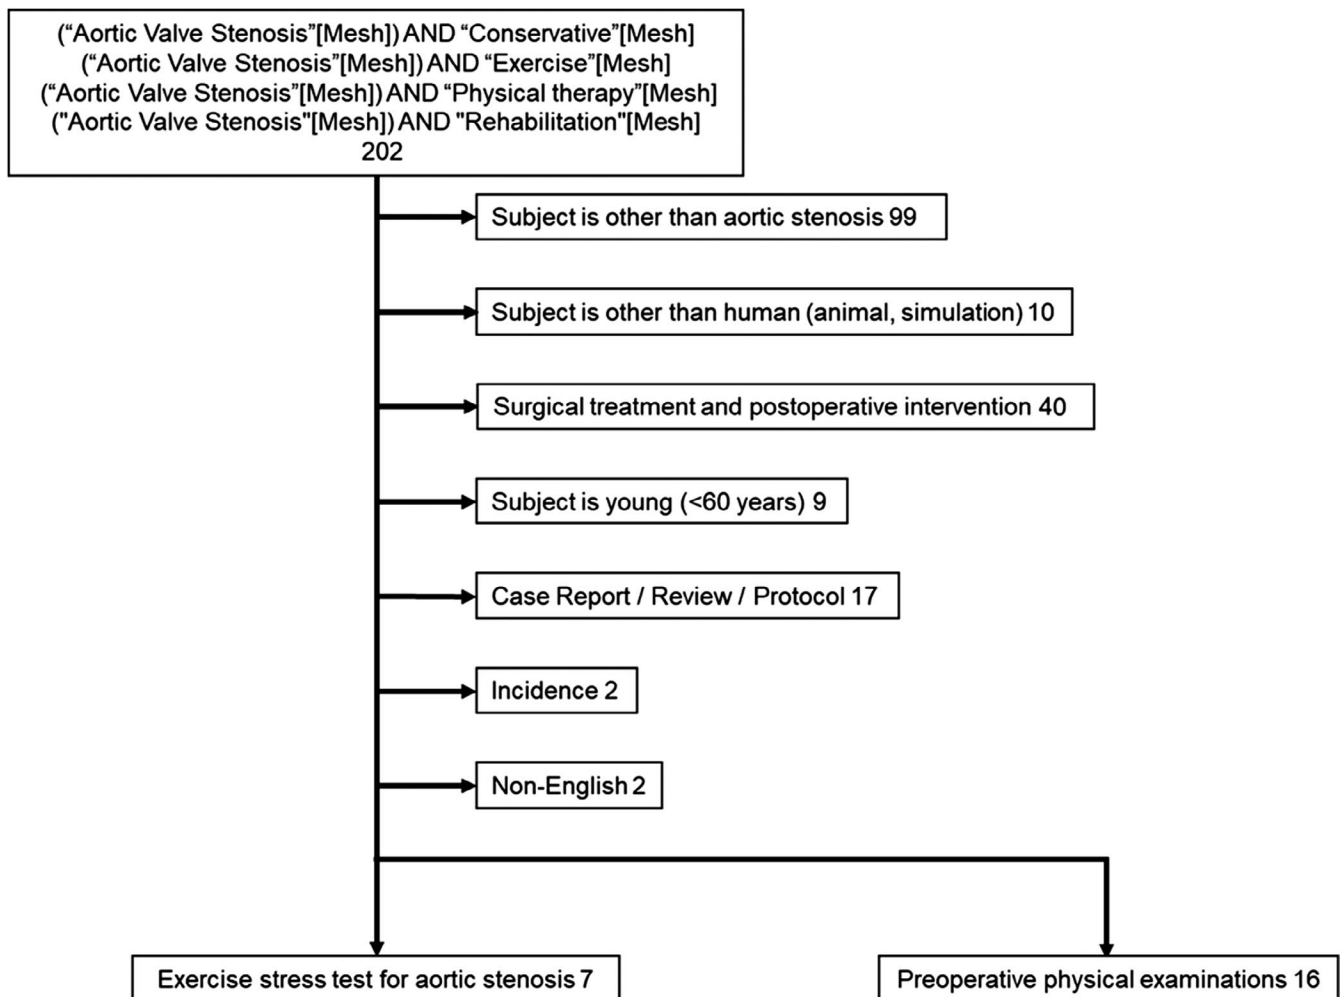 (“Aortic Valve Stenosis”[Mesh]) AND “Conservative”[Mesh]
(“Aortic Valve Stenosis”[Mesh]) AND “Exercise”[Mesh]
(“Aortic Valve Stenosis”[Mesh]) AND “Physical therapy”[Mesh]
("Aortic Valve Stenosis"[Mesh]) AND "Rehabilitation"[Mesh]
202
Subject is other than aortic stenosis 99
Subject is other than human (animal, simulation) 10
Surgical treatment and postoperative intervention 40
Subject is young (<60 years) 9
Case Report / Review / Protocol 17
Incidence 2
Non-English 2
Exercise stress test for aortic stenosis 7
Preoperative physical examinations 16